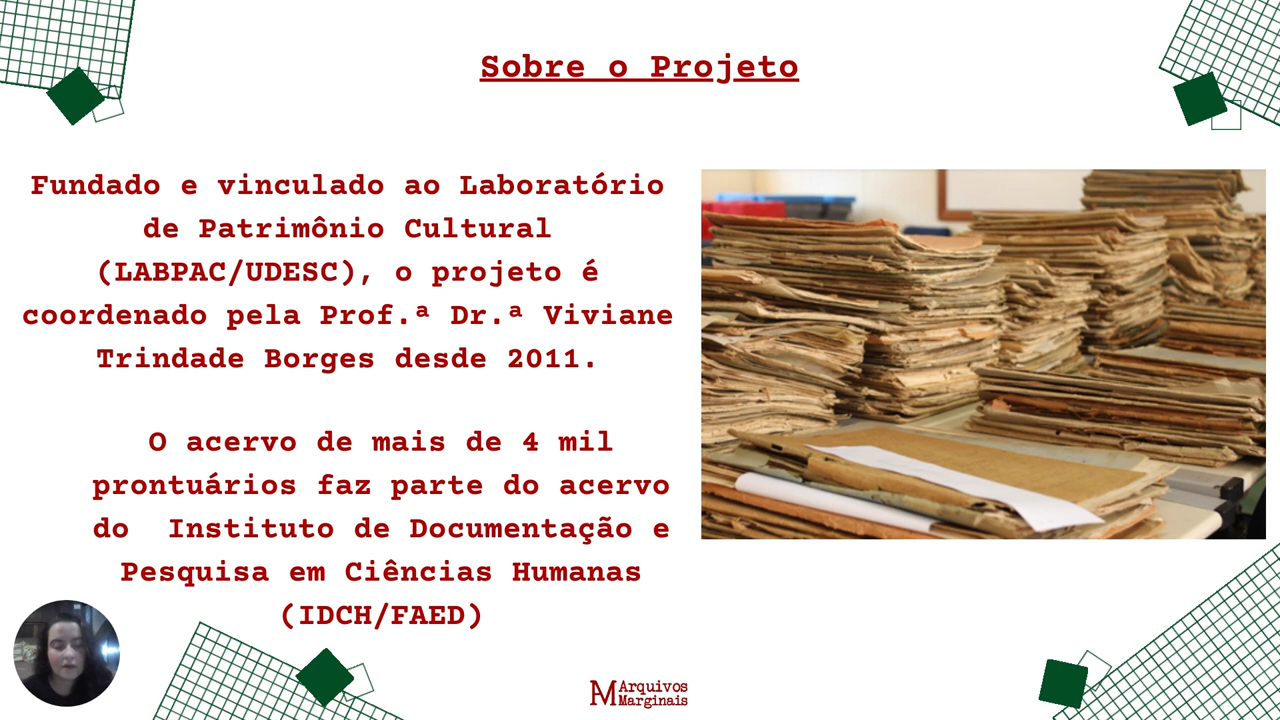 Sobre o Projeto
Fundado e vinculado ao Laboratório
de Patrimônio Cultural
(LABPAC/UDESC), o projeto é
coordenado pela Prof.ª Dr.ª Viviane
Trindade Borges desde 2011.
O acervo de mais de 4 mil
prontuários faz parte do acervo
do Instituto de Documentação e
Pesquisa em Ciências Humanas
(IDCH/FAED)
M Arquivos
Marginais